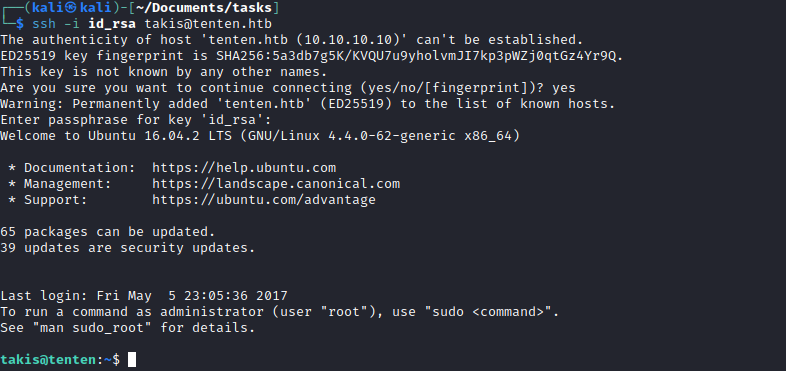 ┌──(kali㉿kali)-[~/Documents/tasks]
└─$ ssh -i id_rsa takis@tenten.htb
The authenticity of host 'tenten.htb (10.10.10.10)' can't be established.
ED25519 key fingerprint is SHA256:5a3db7g5K/KVQU7u9yholvmJI7kp3pWZj0qtGz4Yr9Q.
This key is not known by any other names.
Are you sure you want to continue connecting (yes/no/[fingerprint])? yes
Warning: Permanently added 'tenten.htb' (ED25519) to the list of known hosts.
Enter passphrase for key 'id_rsa':
Welcome to Ubuntu 16.04.2 LTS (GNU/Linux 4.4.0-62-generic x86_64)

 * Documentation:  https://help.ubuntu.com
 * Management:     https://landscape.canonical.com
 * Support:        https://ubuntu.com/advantage

65 packages can be updated.
39 updates are security updates.


Last login: Fri May  5 23:05:36 2017
To run a command as administrator (user "root"), use "sudo <command>".
See "man sudo_root" for details.

takis@tenten:~$